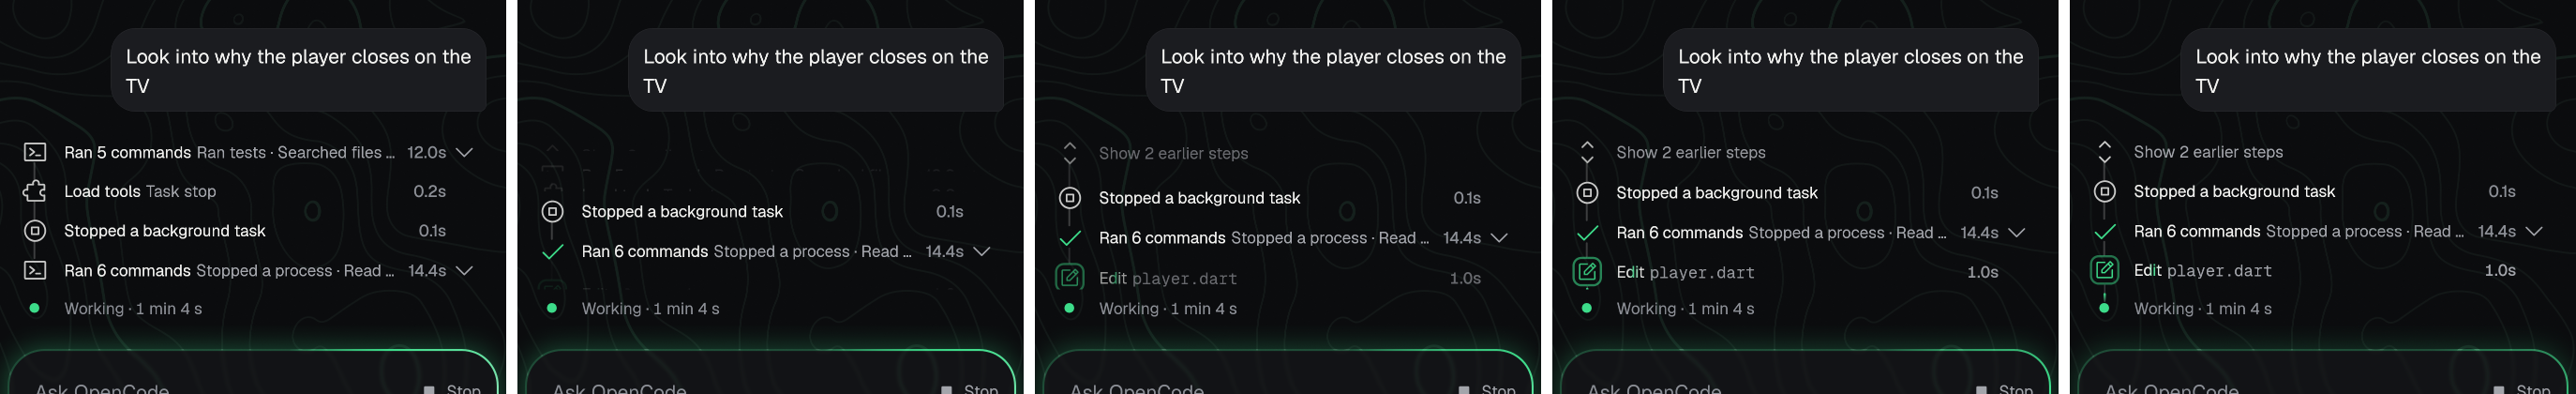 Look into why the player closes on the
TV
Ran 5 commands Ran tests · Searched files ... 12.0s
Load tools Task stop 0.2s
Stopped a background task 0.1s
Ran 6 commands Stopped a process · Read ... 14.4s
Working · 1 min 4 s
Ask OpenCode Stop
Look into why the player closes on the
TV
Stopped a background task 0.1s
Ran 6 commands Stopped a process · Read ... 14.4s
Working · 1 min 4 s
Ask OpenCode Stop
Look into why the player closes on the
TV
Show 2 earlier steps
Stopped a background task 0.1s
Ran 6 commands Stopped a process · Read ... 14.4s
Edit player.dart 1.0s
Working · 1 min 4 s
Ask OpenCode Stop
Look into why the player closes on the
TV
Show 2 earlier steps
Stopped a background task 0.1s
Ran 6 commands Stopped a process · Read ... 14.4s
Edit player.dart 1.0s
Working · 1 min 4 s
Ask OpenCode Stop
Look into why the player closes on the
TV
Show 2 earlier steps
Stopped a background task 0.1s
Ran 6 commands Stopped a process · Read ... 14.4s
Edit player.dart 1.0s
Working · 1 min 4 s
Ask OpenCode Stop